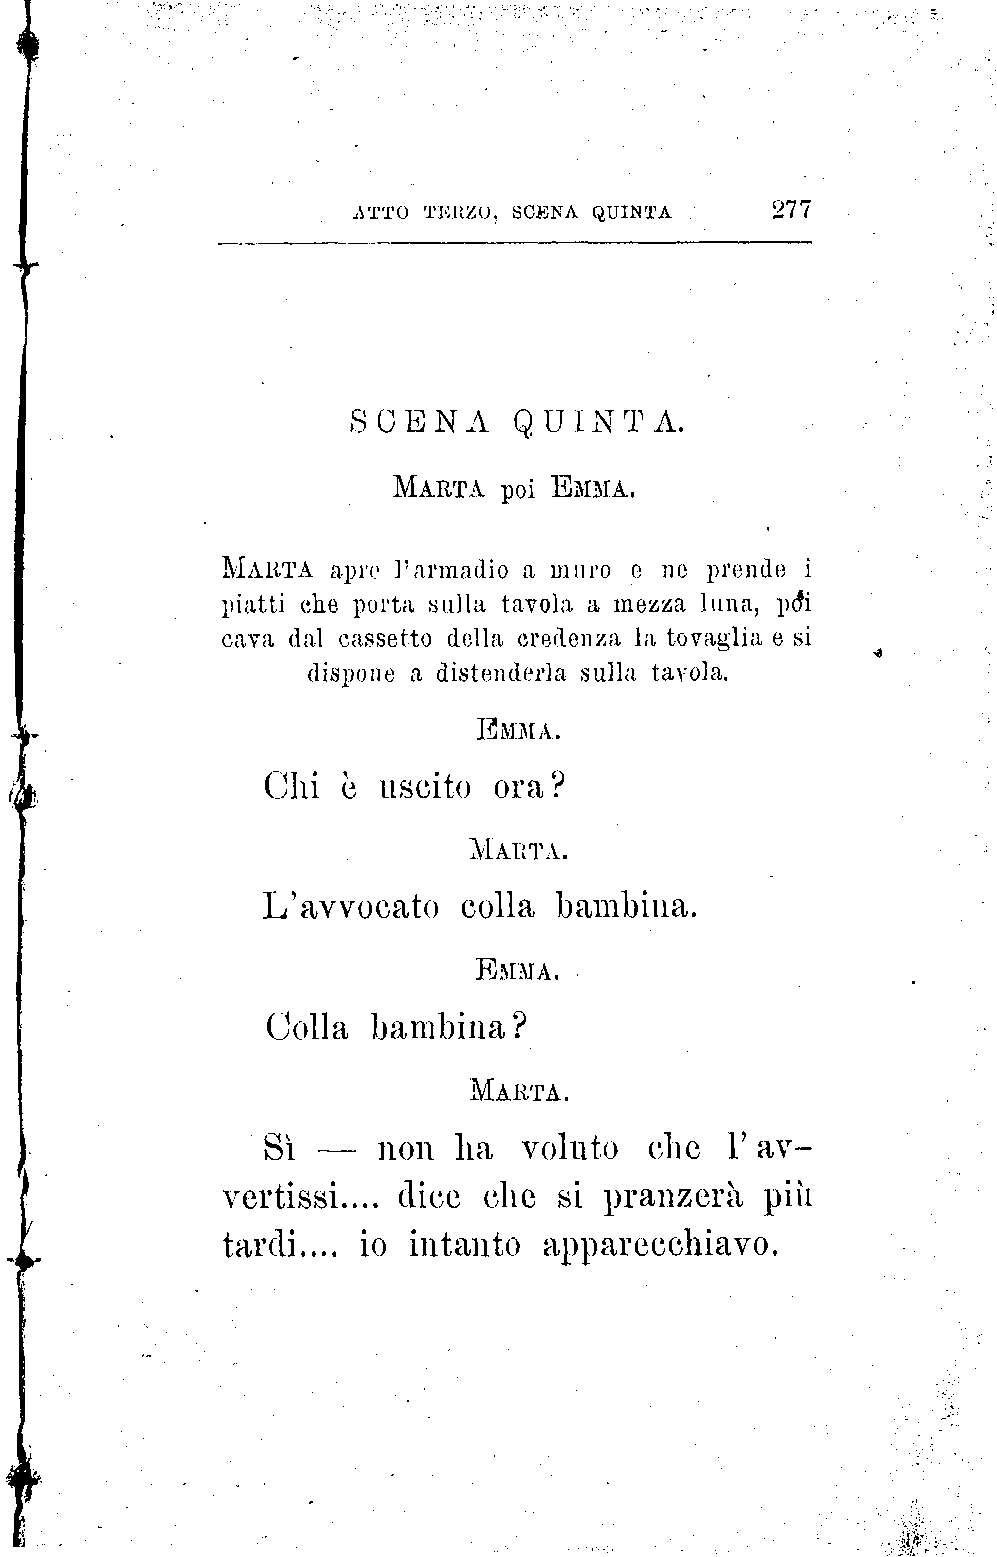 ATTO TERZO, SCENA QUINTA 277
SCENA QUINTA.
MARTA poi EMMA.
MARTA apre l'armadio a muro e ne prende i
piatti che porta sulla tavola a mezza luna, poi
cava dal cassetto della credenza la tovaglia e si
dispone a distenderla sulla tavola.
EMMA.
Chi è uscito ora?
MARTA.
L'avvocato colla bambina.
EMMA.
Colla bambina?
MARTA.
Sì — non ha voluto che l'av-
vertissi.... dice che si pranzerà più
tardi.... io intanto apparecchiavo.